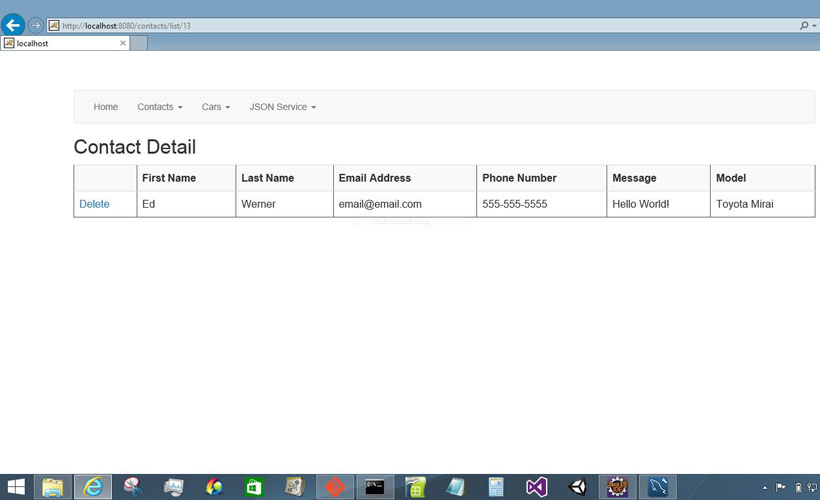 http://localhost:8080/contacts/list/13
localhost
Home Contacts Cars JSON Service
Contact Detail
First Name Last Name Email Address Phone Number Message Model
Delete Ed Werner email@email.com 555-555-5555 Hello World! Toyota Mirai